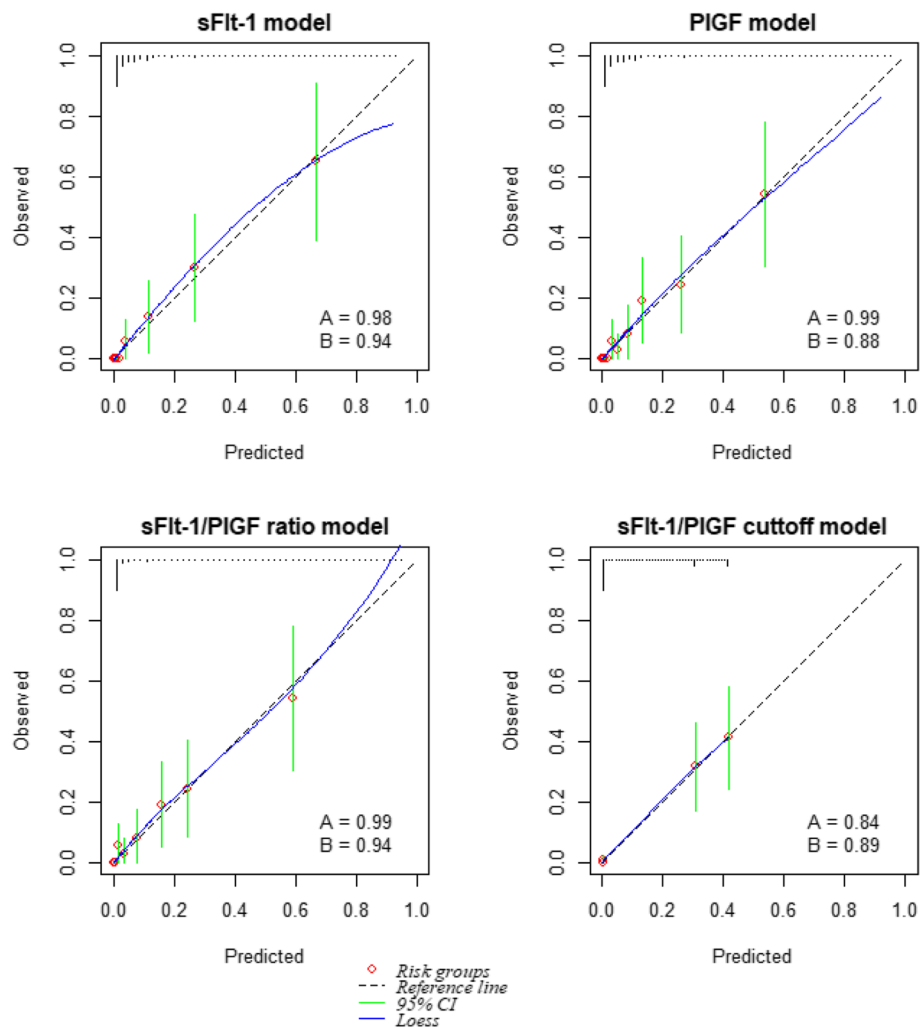 sFlt-1 model
PlGF model
Observed
0.0 0.2 0.4 0.6 0.8 1.0
A = 0.98
B = 0.94
0.0 0.2 0.4 0.6 0.8 1.0
Predicted
Observed
0.0 0.2 0.4 0.6 0.8 1.0
A = 0.99
B = 0.88
0.0 0.2 0.4 0.6 0.8 1.0
Predicted
sFlt-1/PlGF ratio model
sFlt-1/PlGF cuttoff model
Observed
0.0 0.2 0.4 0.6 0.8 1.0
A = 0.99
B = 0.94
0.0 0.2 0.4 0.6 0.8 1.0
Predicted
Observed
0.0 0.2 0.4 0.6 0.8 1.0
A = 0.84
B = 0.89
0.0 0.2 0.4 0.6 0.8 1.0
Predicted
Risk groups
Reference line
95% CI
Loess